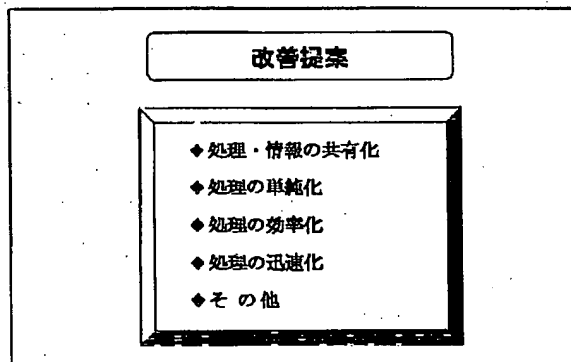 改善提案
◆処理・情報の共有化
◆処理の単純化
◆処理の効率化
◆処理の迅速化
◆その他